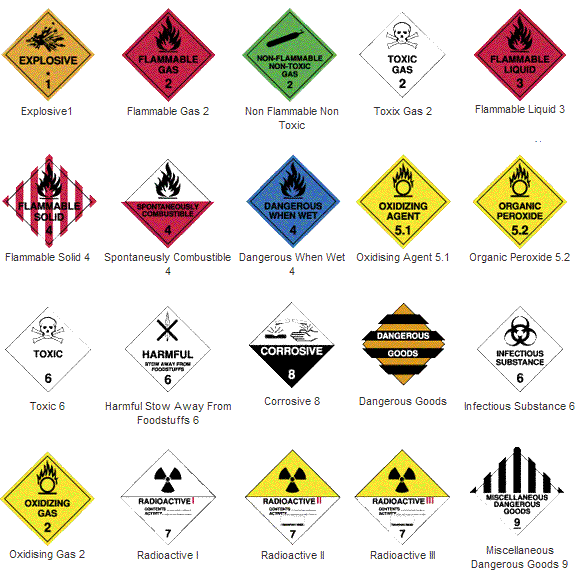 EXPLOSIVE
1
Explosive1
FLAMMABLE
GAS
2
Flammable Gas 2
NON-FLAMMABLE
NON-TOXIC
GAS
2
Non Flammable Non
Toxic
TOXIC
GAS
2
Toxix Gas 2
FLAMMABLE
LIQUID
3
Flammable Liquid 3
FLAMMABLE
SOLID
4
Flammable Solid 4
SPONTANEOUSLY
COMBUSTIBLE
4
Spontaneusly Combustible
4
DANGEROUS
WHEN WET
4
Dangerous When Wet
4
OXIDIZING
AGENT
5.1
Oxidising Agent 5.1
ORGANIC
PEROXIDE
5.2
Organic Peroxide 5.2
TOXIC
6
Toxic 6
HARMFUL
STOW AWAY FROM
FOODSTUFFS
6
Harmful Stow Away From
Foodstuffs 6
CORROSIVE
8
Corrosive 8
DANGEROUS
GOODS
Dangerous Goods
INFECTIOUS
SUBSTANCE
6
Infectious Substance 6
OXIDIZING
GAS
2
Oxidising Gas 2
RADIOACTIVE I
CONTENTS
ACTIVITY
7
Radioactive I
RADIOACTIVE II
CONTENTS
ACTIVITY
7
Radioactive II
RADIOACTIVE III
CONTENTS
ACTIVITY
7
Radioactive III
MISCELLANEOUS
DANGEROUS
GOODS
9
Miscellaneous
Dangerous Goods 9